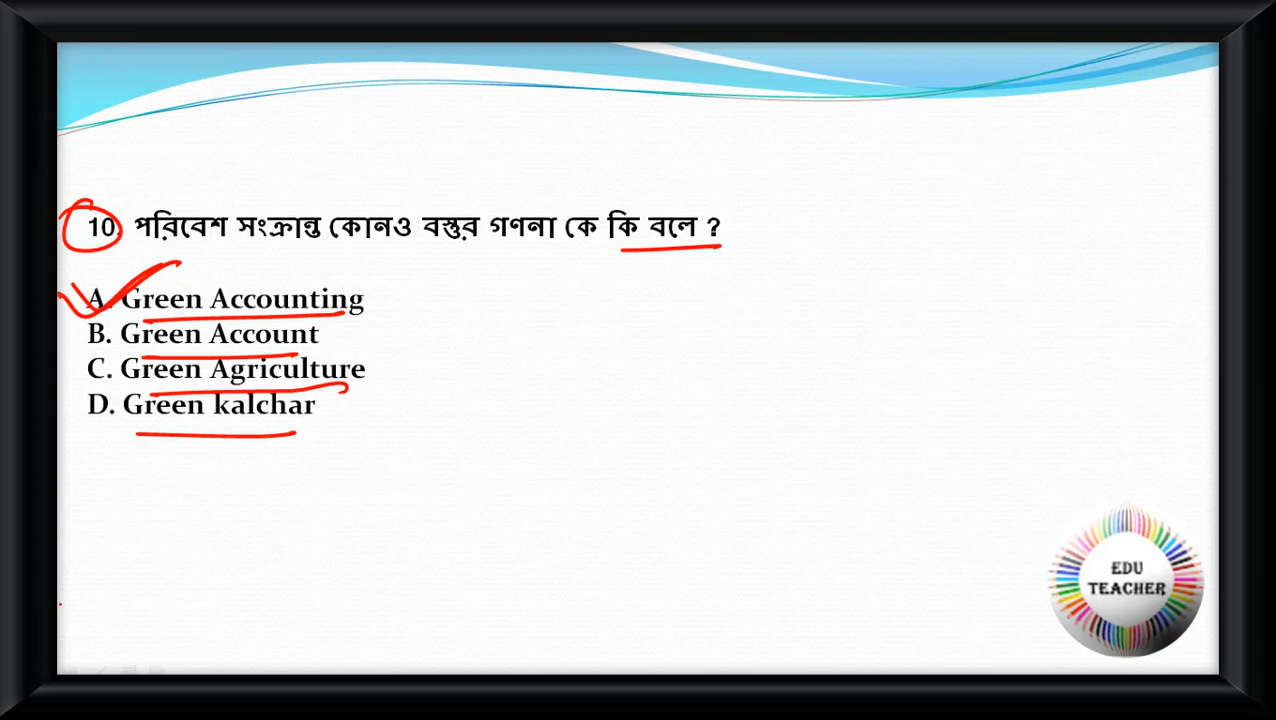 10. পরিবেশ সংক্রান্ত কোনও বস্তুর গণনা কে কি বলে ?
A. Green Accounting
B. Green Account
C. Green Agriculture
D. Green kalchar
EDU
TEACHER